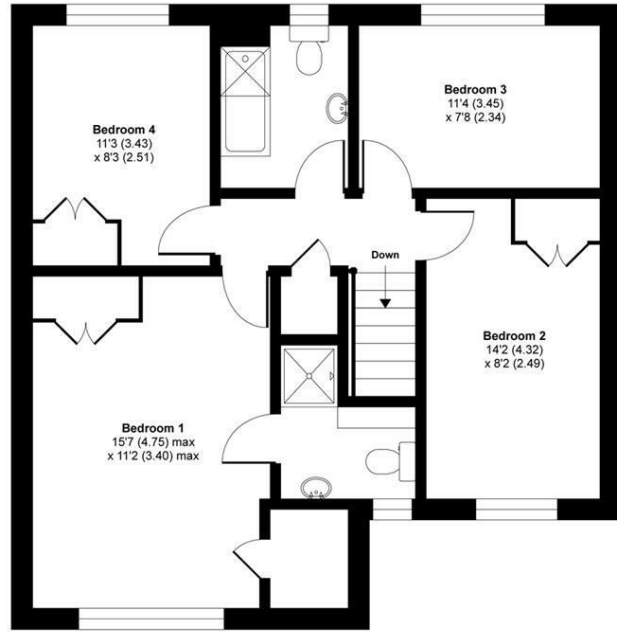 Bedroom 4
11'3 (3.43)
x 8'3 (2.51)
Bedroom 3
11'4 (3.45)
x 7'8 (2.34)
Down
Bedroom 2
14'2 (4.32)
x 8'2 (2.49)
Bedroom 1
15'7 (4.75) max
x 11'2 (3.40) max